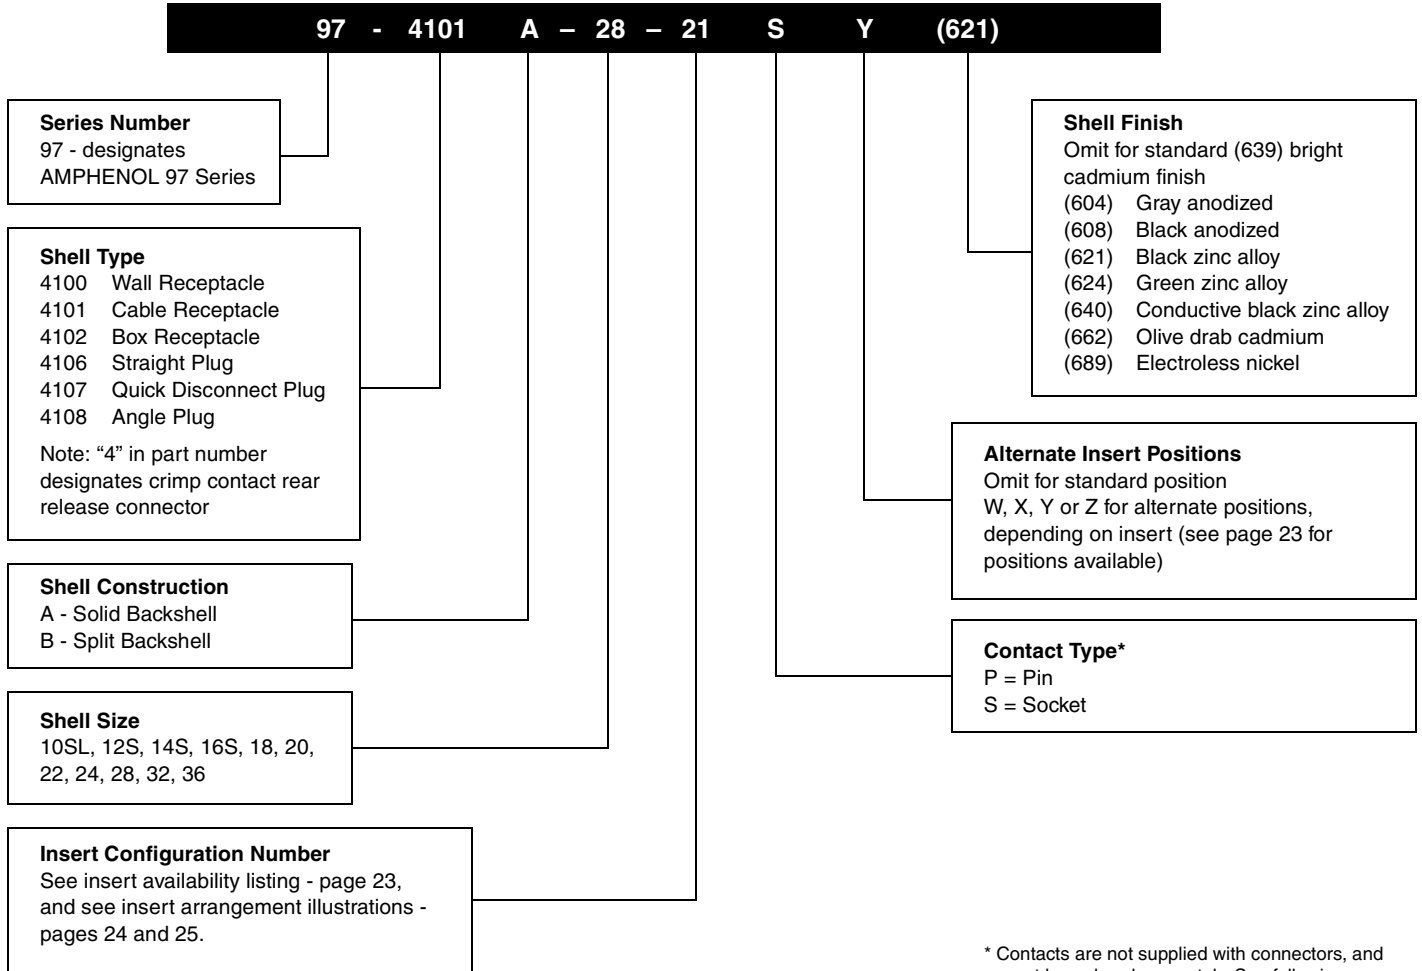 97 - 4101 A – 28 – 21 S Y (621)
Series Number
97 - designates
AMPHENOL 97 Series
Shell Type
4100 Wall Receptacle
4101 Cable Receptacle
4102 Box Receptacle
4106 Straight Plug
4107 Quick Disconnect Plug
4108 Angle Plug
Note: “4” in part number
designates crimp contact rear
release connector
Shell Construction
A - Solid Backshell
B - Split Backshell
Shell Size
10SL, 12S, 14S, 16S, 18, 20,
22, 24, 28, 32, 36
Insert Configuration Number
See insert availability listing - page 23,
and see insert arrangement illustrations -
pages 24 and 25.
Shell Finish
Omit for standard (639) bright
cadmium finish
(604) Gray anodized
(608) Black anodized
(621) Black zinc alloy
(624) Green zinc alloy
(640) Conductive black zinc alloy
(662) Olive drab cadmium
(689) Electroless nickel
Alternate Insert Positions
Omit for standard position
W, X, Y or Z for alternate positions,
depending on insert (see page 23 for
positions available)
Contact Type*
P = Pin
S = Socket
* Contacts are not supplied with connectors, and